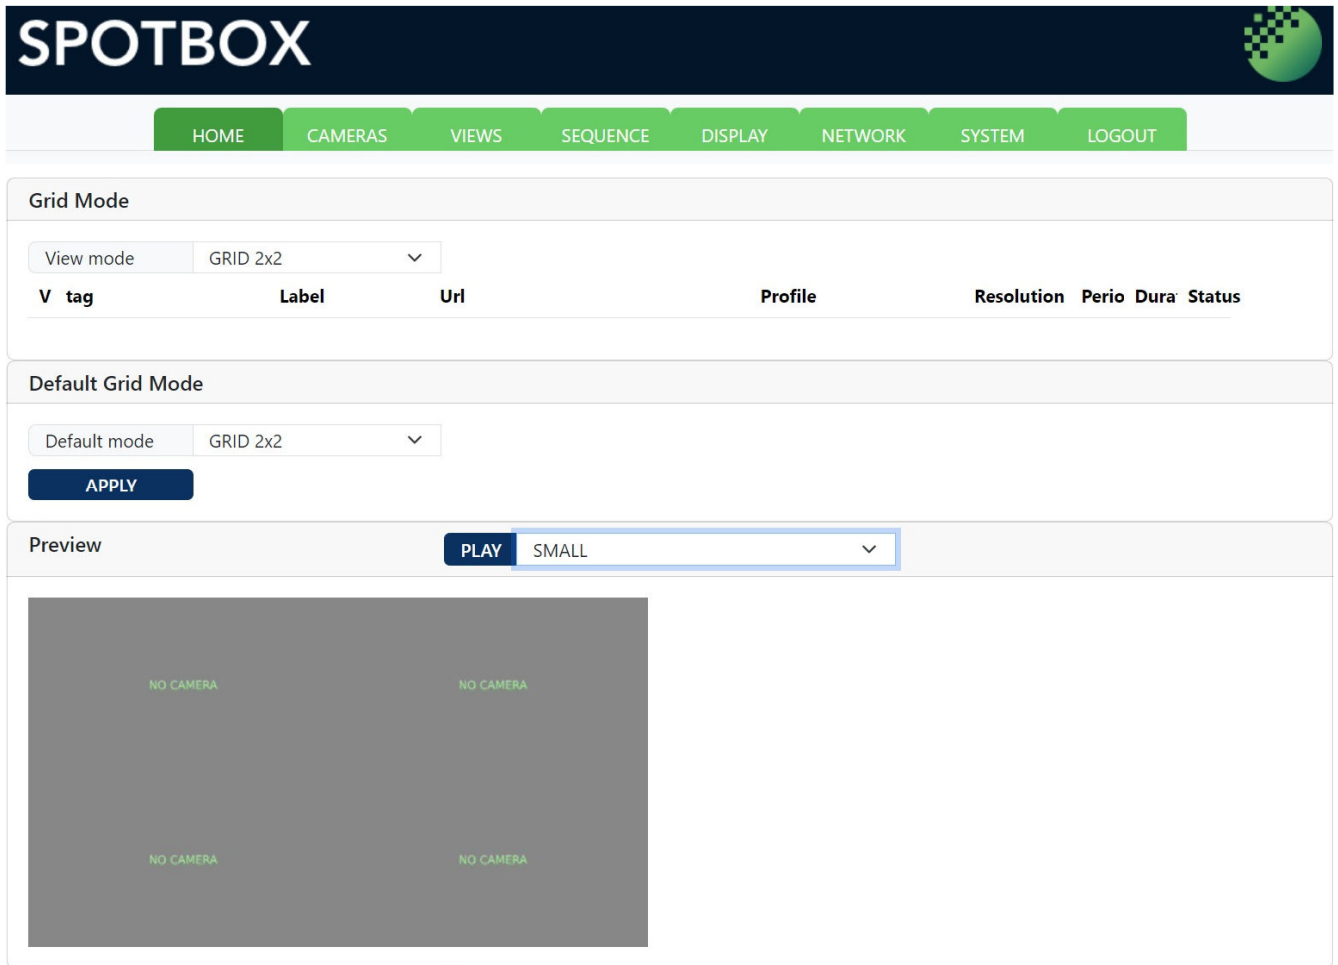 SPOTBOX
HOME CAMERAS VIEWS SEQUENCE DISPLAY NETWORK SYSTEM LOGOUT
Grid Mode
View mode GRID 2x2
V tag Label Url Profile Resolution Perio Dura Status
Default Grid Mode
Default mode GRID 2x2
APPLY
Preview PLAY SMALL
NO CAMERA NO CAMERA
NO CAMERA NO CAMERA